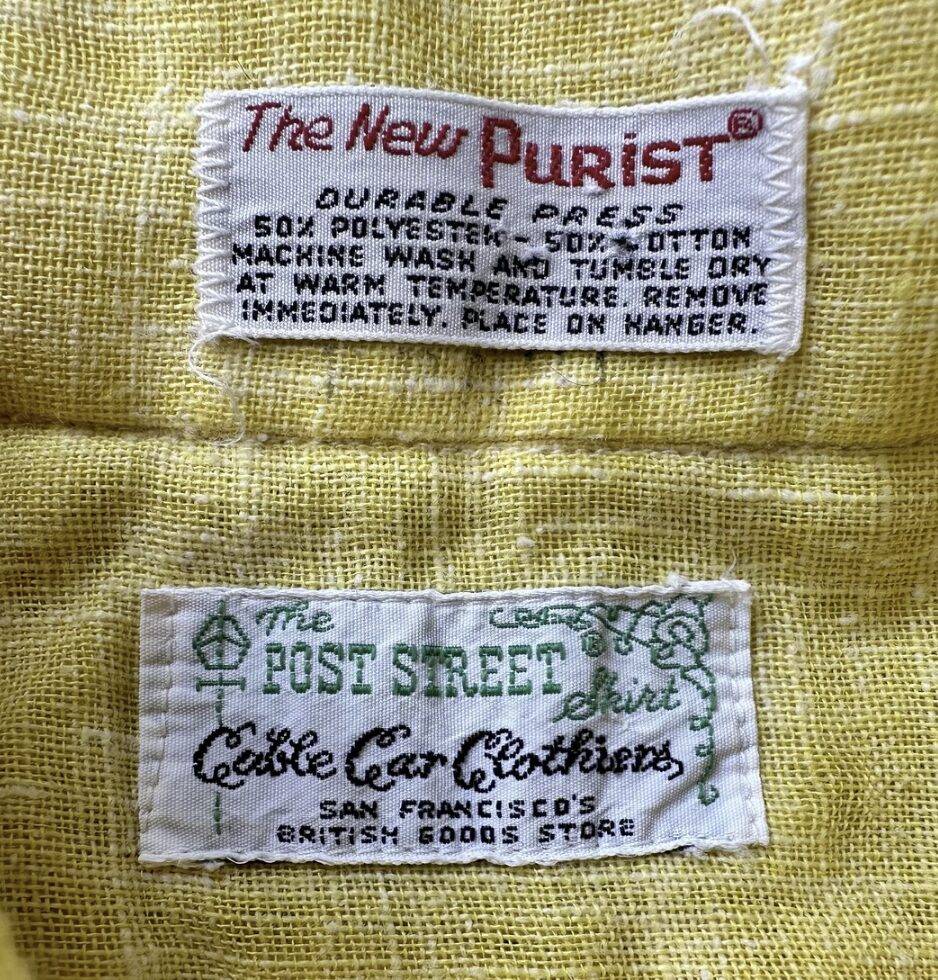 The New PURIST®
DURABLE PRESS
50% POLYESTER - 50% COTTON
MACHINE WASH AND TUMBLE DRY
AT WARM TEMPERATURE. REMOVE
IMMEDIATELY. PLACE ON HANGER.
The
POST STREET
Shirt
Cable Car Clothiers
SAN FRANCISCO'S
BRITISH GOODS STORE